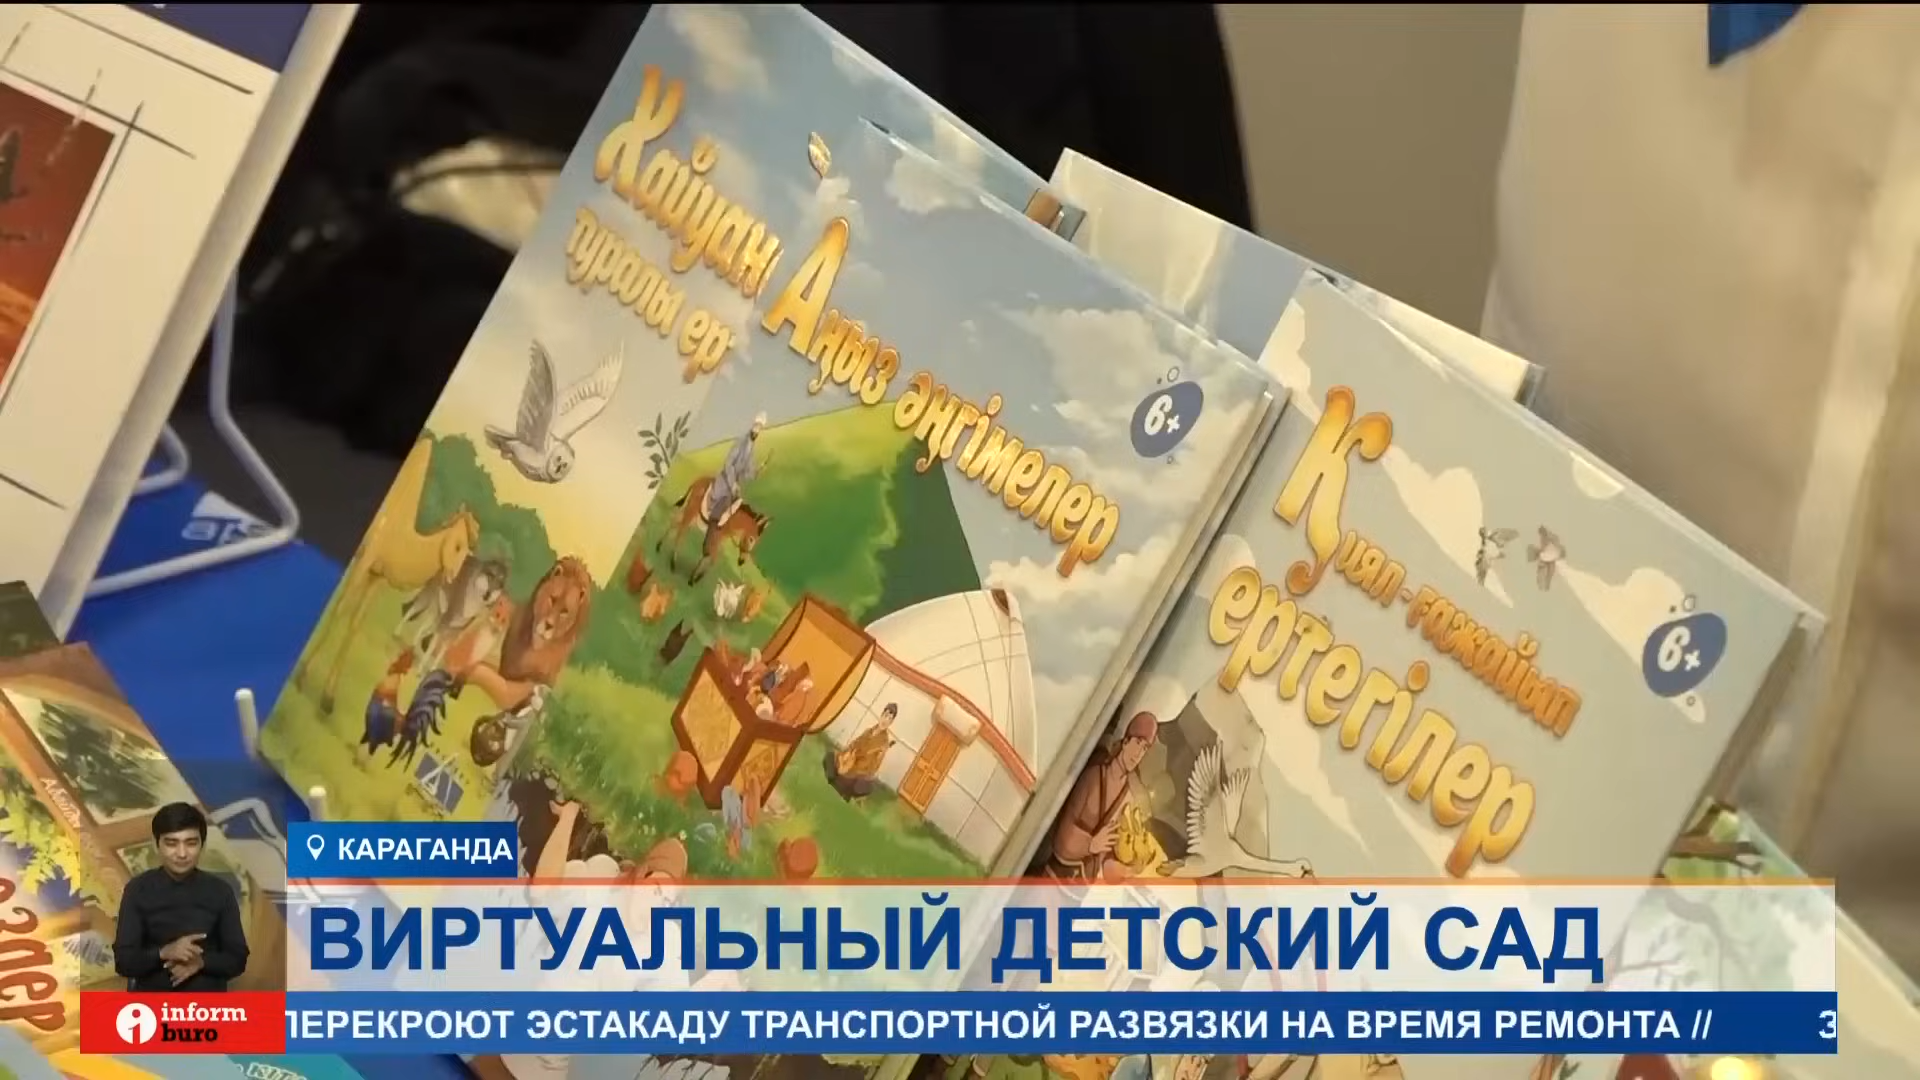 Хайуан
туралы ер
Аңыз әңгімелер
6+
Қиял-ғажайып
ертегілер
6+
КАРАГАНДА
ВИРТУАЛЬНЫЙ ДЕТСКИЙ САД
inform
buro
ПЕРЕКРОЮТ ЭСТАКАДУ ТРАНСПОРТНОЙ РАЗВЯЗКИ НА ВРЕМЯ РЕМОНТА //